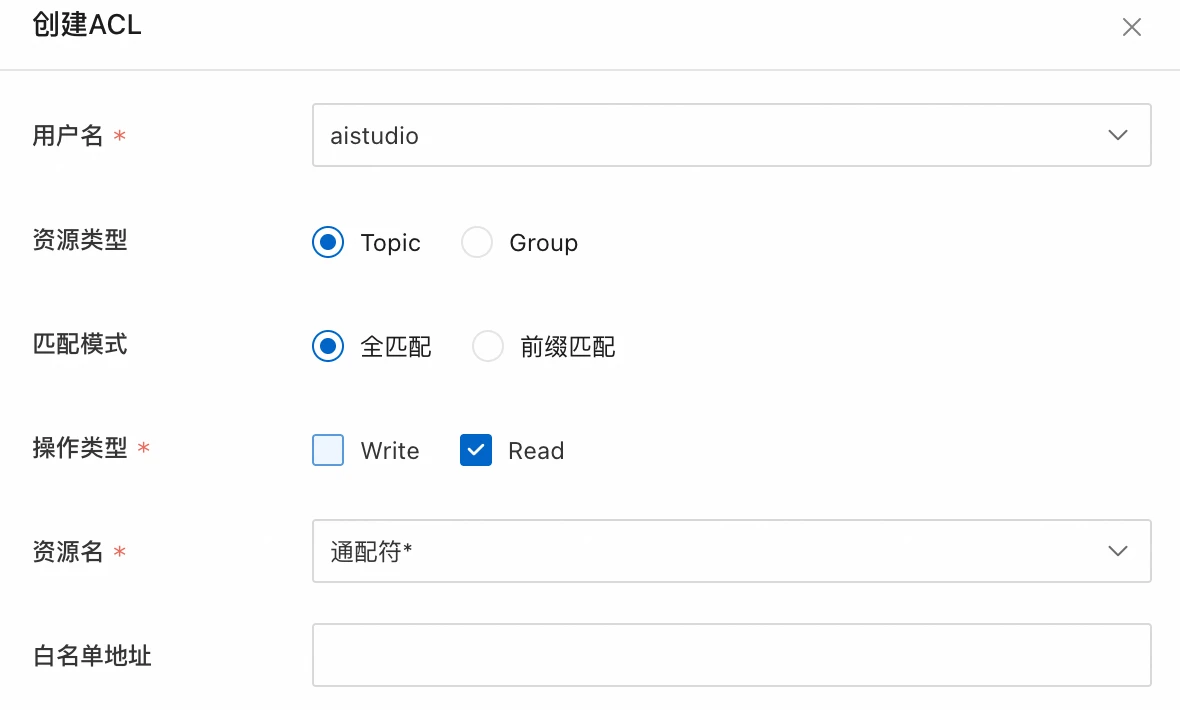 创建ACL
用户名 * aistudio
资源类型 Topic Group
匹配模式 全匹配 前缀匹配
操作类型 * Write Read
资源名 * 通配符*
白名单地址